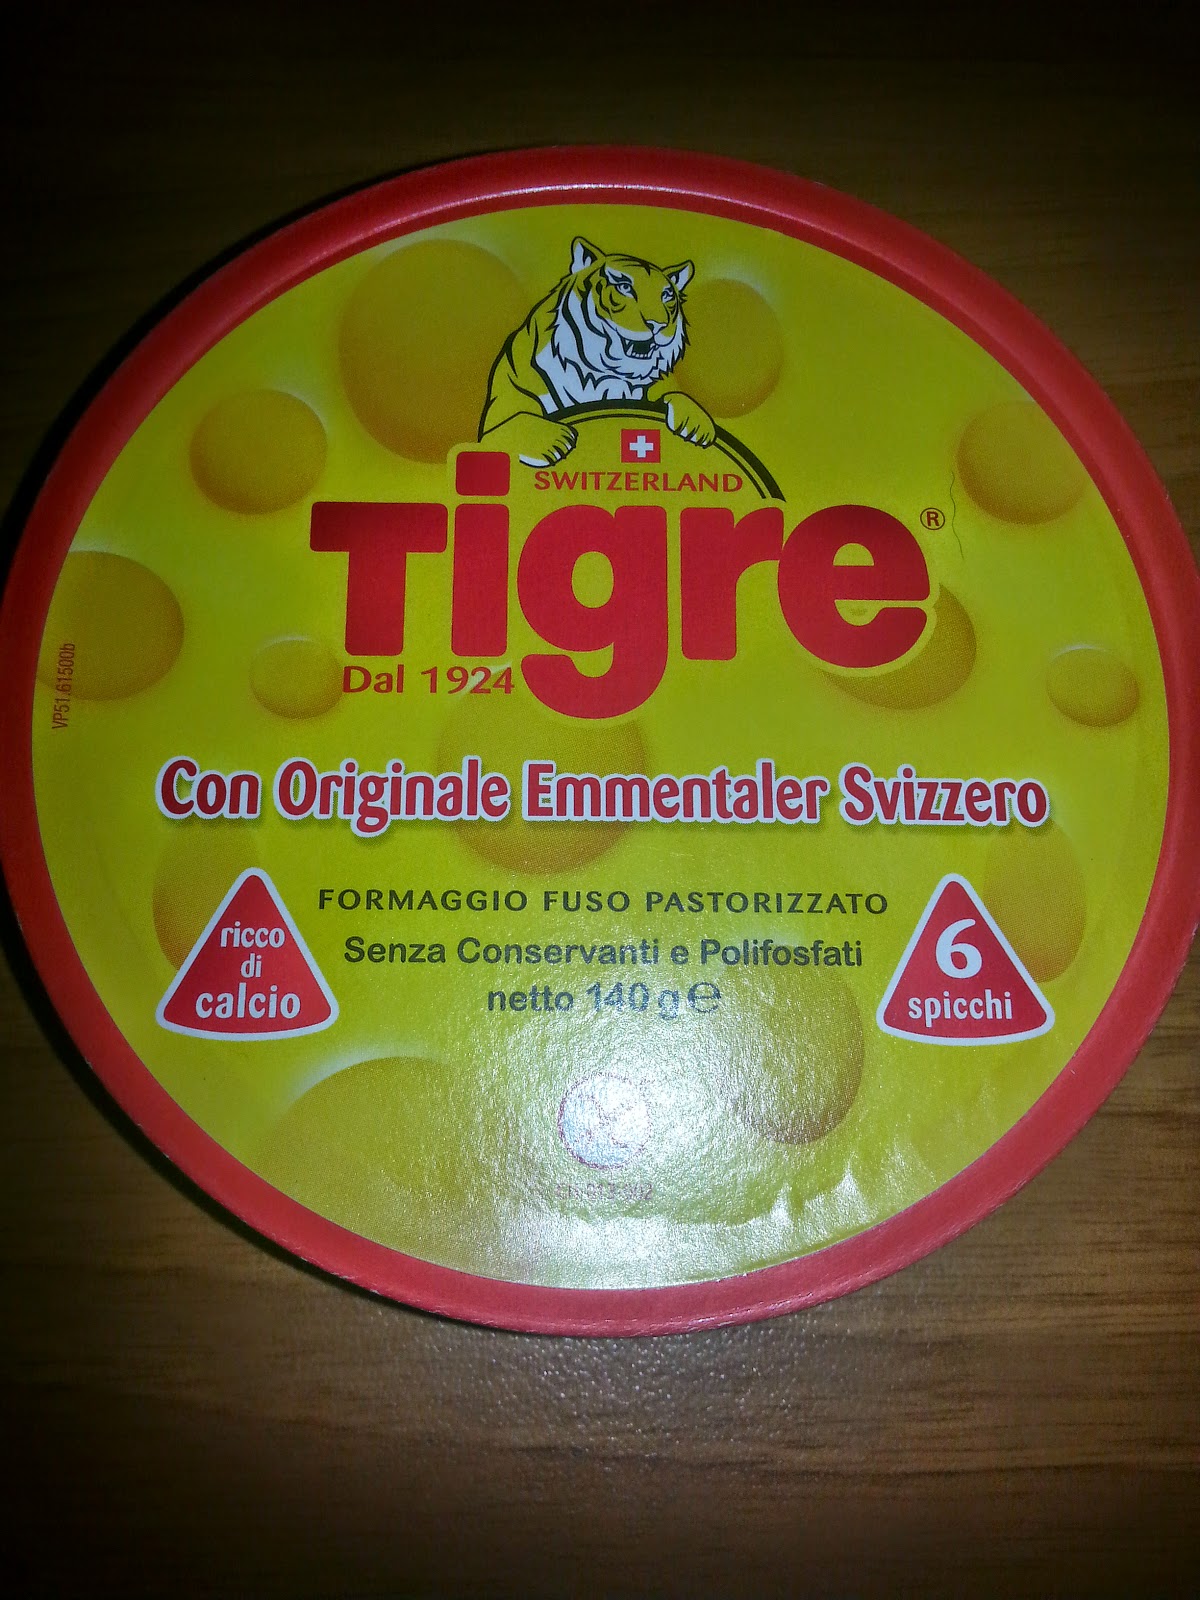 SWITZERLAND
Tigre®
Dal 1924
VP51.61500b
Con Originale Emmentaler Svizzero
FORMAGGIO FUSO PASTORIZZATO
Senza Conservanti e Polifosfati
netto 140 g ℮
ricco
di
calcio
6
spicchi